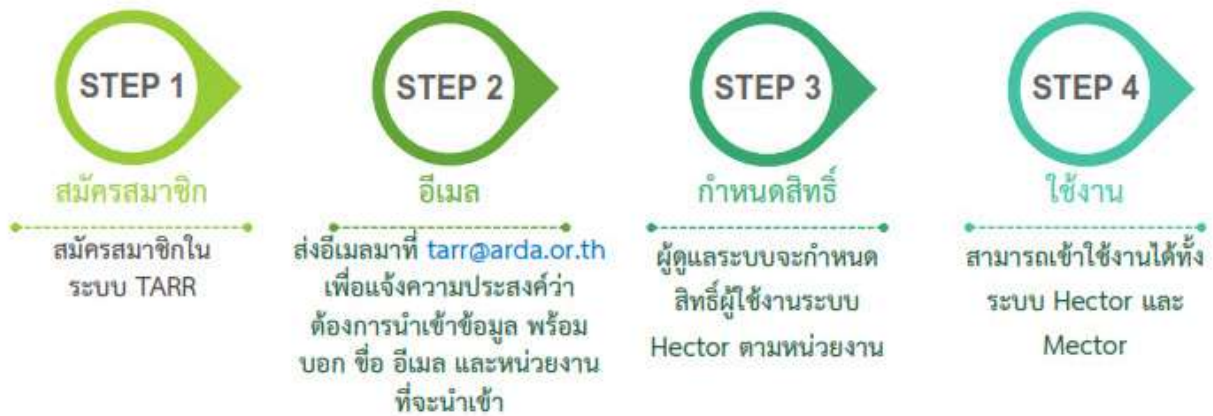 STEP 1
สมัครสมาชิก
สมัครสมาชิกใน
ระบบ TARR
STEP 2
อีเมล
ส่งอีเมลมาที่ tarr@arda.or.th
เพื่อแจ้งความประสงค์ว่า
ต้องการนำเข้าข้อมูล พร้อม
บอก ชื่อ อีเมล และหน่วยงาน
ที่จะนำเข้า
STEP 3
กำหนดสิทธิ์
ผู้ดูแลระบบจะกำหนด
สิทธิ์ผู้ใช้งานระบบ
Hector ตามหน่วยงาน
STEP 4
ใช้งาน
สามารถเข้าใช้งานได้ทั้ง
ระบบ Hector และ
Mector